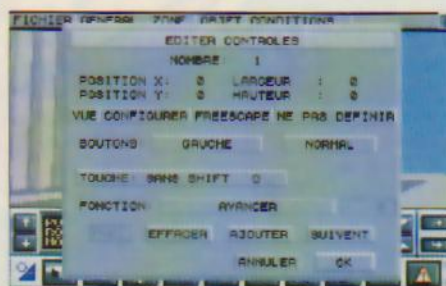 FICHIER GENERAL ZONE OBJET CONDITIONS
EDITER CONTROLES
NOMBRE: 1
POSITION X: 0 LARGEUR : 0
POSITION Y: 0 HAUTEUR : 0
VUE CONFIGURER FREESCAPE NE PAS DEFINIR
BOUTONS GAUCHE NORMAL
TOUCHE: SANS SHIFT
FONCTION: AVANCER
EFFACER AJOUTER SUIVENT
ANNULER OK